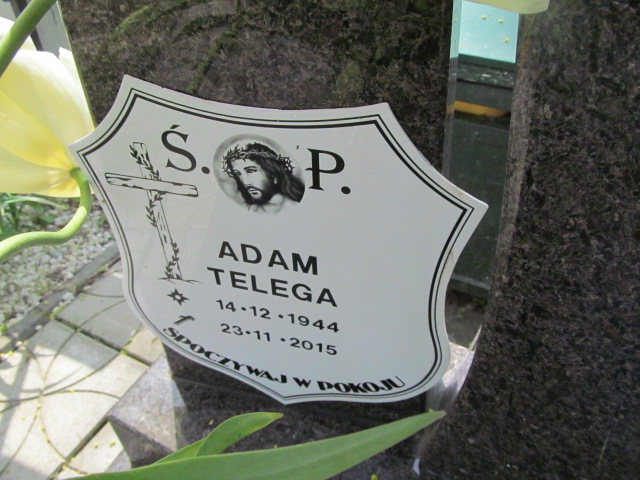 Ś. P.
ADAM
TELEGA
14·12·1944
23·11·2015
SPOCZYWAJ W POKOJU